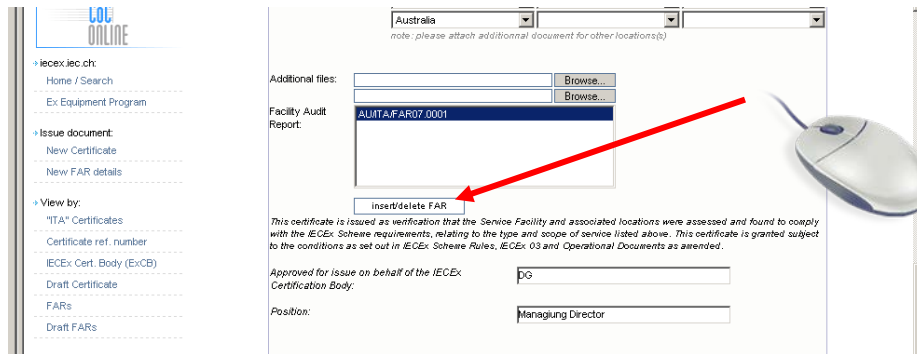 CoC
ONLINE
iecex.iec.ch:
Home / Search
Ex Equipment Program
Issue document:
New Certificate
New FAR details
View by:
"ITA" Certificates
Certificate ref. number
IECEx Cert. Body (ExCB)
Draft Certificate
FARs
Draft FARs
Australia
note: please attach additionnal document for other locations(s)
Additional files:
Browse...
Browse...
Facility Audit
Report:
AU/ITA/FAR07.0001
insert/delete FAR
This certificate is issued as verification that the Service Facility and associated locations were assessed and found to comply
with the IECEx Scheme requirements, relating to the type and scope of service listed above. This certificate is granted subject
to the conditions as set out in IECEx Scheme Rules, IECEx 03 and Operational Documents as amended.
Approved for issue on behalf of the IECEx
Certification Body:
DG
Position:
Managiung Director